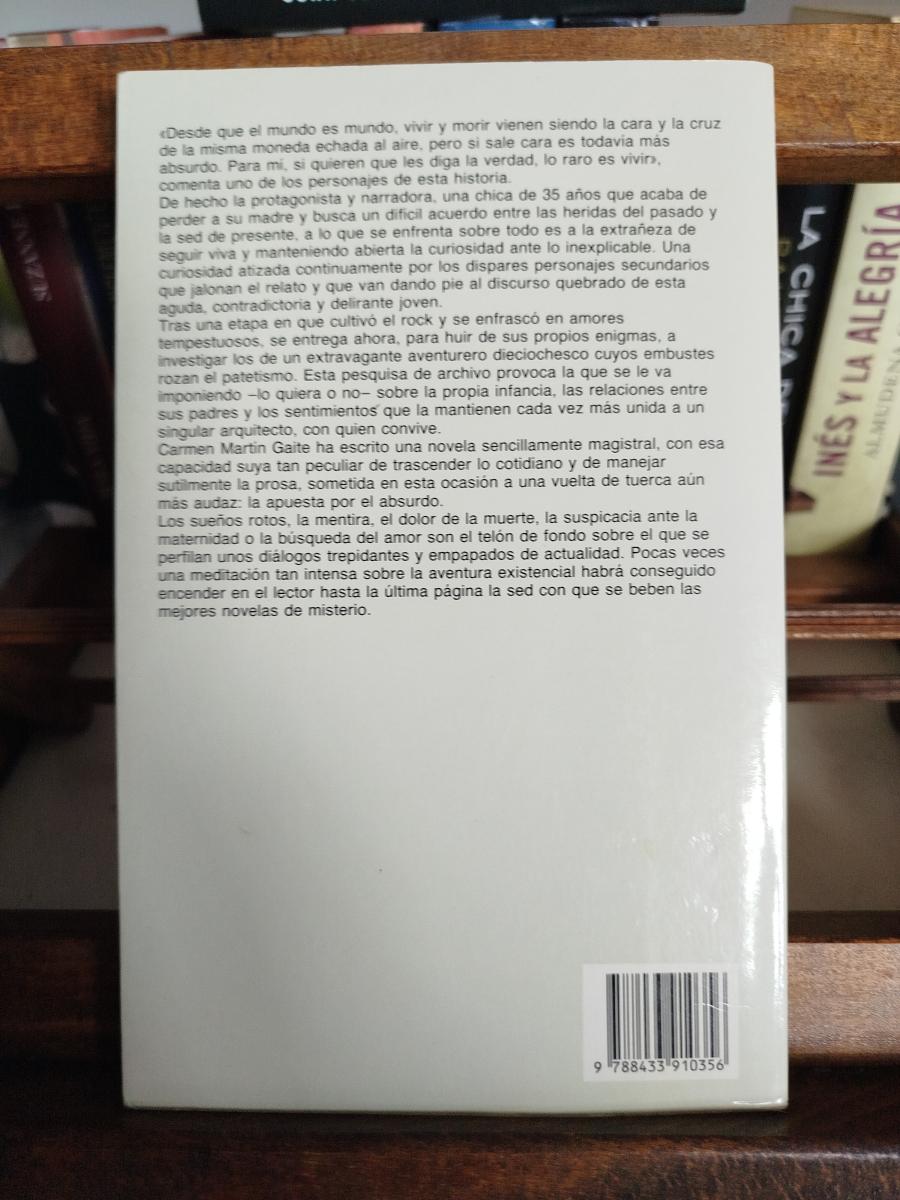 «Desde que el mundo es mundo, vivir y morir vienen siendo la cara y la cruz
de la misma moneda echada al aire, pero si sale cara es todavía más
absurdo. Para mí, si quieren que les diga la verdad, lo raro es vivir»,
comenta uno de los personajes de esta historia.
De hecho la protagonista y narradora, una chica de 35 años que acaba de
perder a su madre y busca un difícil acuerdo entre las heridas del pasado y
la sed de presente, a lo que se enfrenta sobre todo es a la extrañeza de
seguir viva y manteniendo abierta la curiosidad ante lo inexplicable. Una
curiosidad atizada continuamente por los dispares personajes secundarios
que jalonan el relato y que van dando pie al discurso quebrado de esta
aguda, contradictoria y delirante joven.
Tras una etapa en que cultivó el rock y se enfrascó en amores
tempestuosos, se entrega ahora, para huir de sus propios enigmas, a
investigar los de un extravagante aventurero dieciochesco cuyos embustes
rozan el patetismo. Esta pesquisa de archivo provoca la que se le va
imponiendo –lo quiera o no– sobre la propia infancia, las relaciones entre
sus padres y los sentimientos que la mantienen cada vez más unida a un
singular arquitecto, con quien convive.
Carmen Martín Gaite ha escrito una novela sencillamente magistral, con esa
capacidad suya tan peculiar de trascender lo cotidiano y de manejar
sutilmente la prosa, sometida en esta ocasión a una vuelta de tuerca aún
más audaz: la apuesta por el absurdo.
Los sueños rotos, la mentira, el dolor de la muerte, la suspicacia ante la
maternidad o la búsqueda del amor son el telón de fondo sobre el que se
perfilan unos diálogos trepidantes y empapados de actualidad. Pocas veces
una meditación tan intensa sobre la aventura existencial habrá conseguido
encender en el lector hasta la última página la sed con que se beben las
mejores novelas de misterio.
9 788433 910356
LA CHICA
INÉS Y LA ALEGRÍA
ALMUDENA